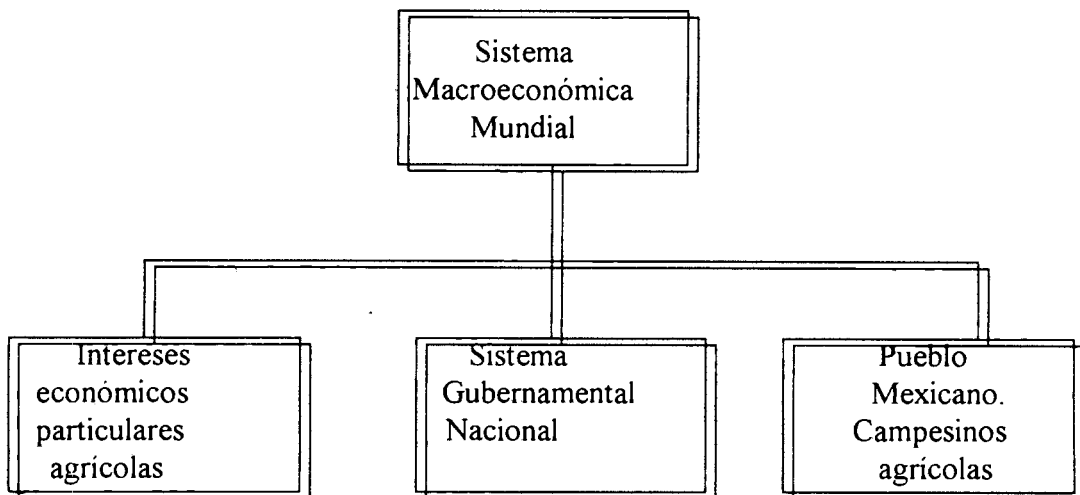 Sistema
Macroeconómica
Mundial
Intereses
económicos
particulares
agrícolas
Sistema
Gubernamental
Nacional
Pueblo
Mexicano.
Campesinos
agrícolas